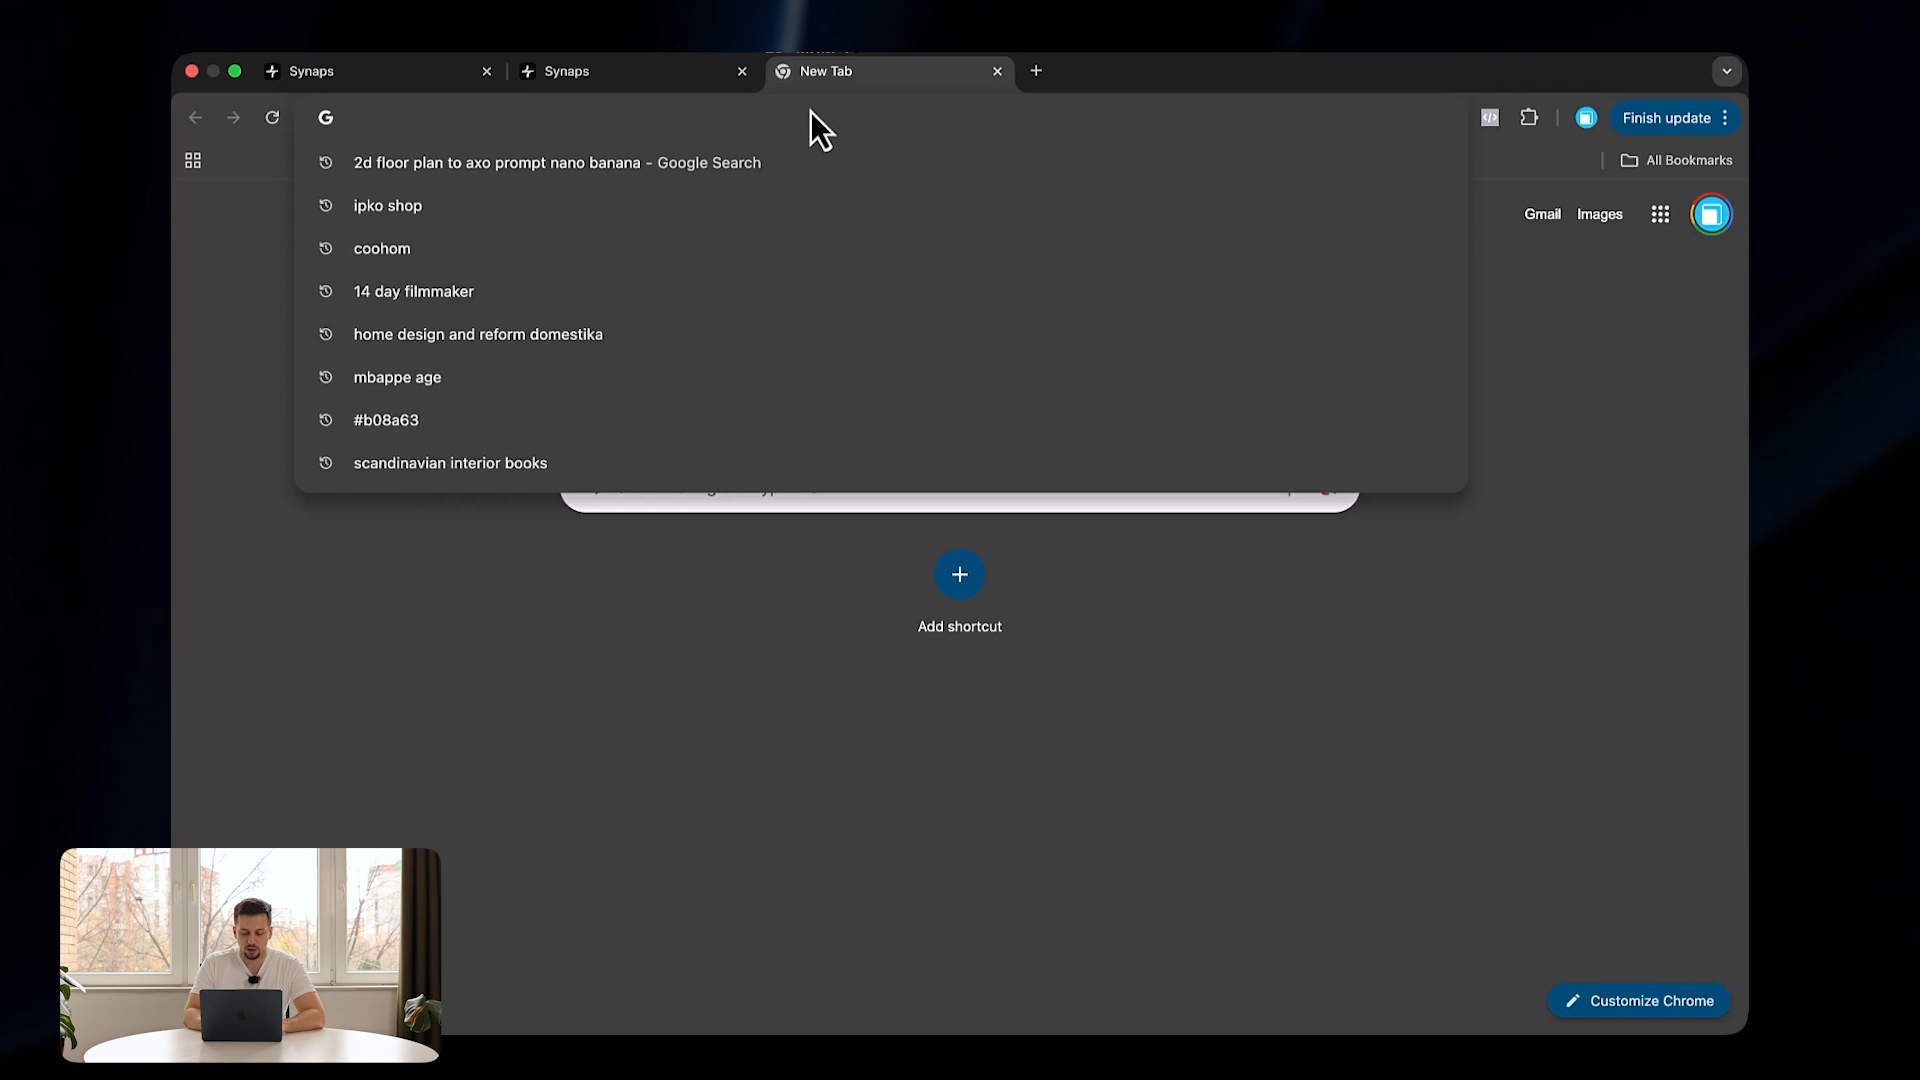 Synaps
Synaps
New Tab
Finish update
2d floor plan to axo prompt nano banana - Google Search
All Bookmarks
ipko shop
Gmail
Images
coohom
14 day filmmaker
home design and reform domestika
mbappe age
#b08a63
scandinavian interior books
Add shortcut
Customize Chrome